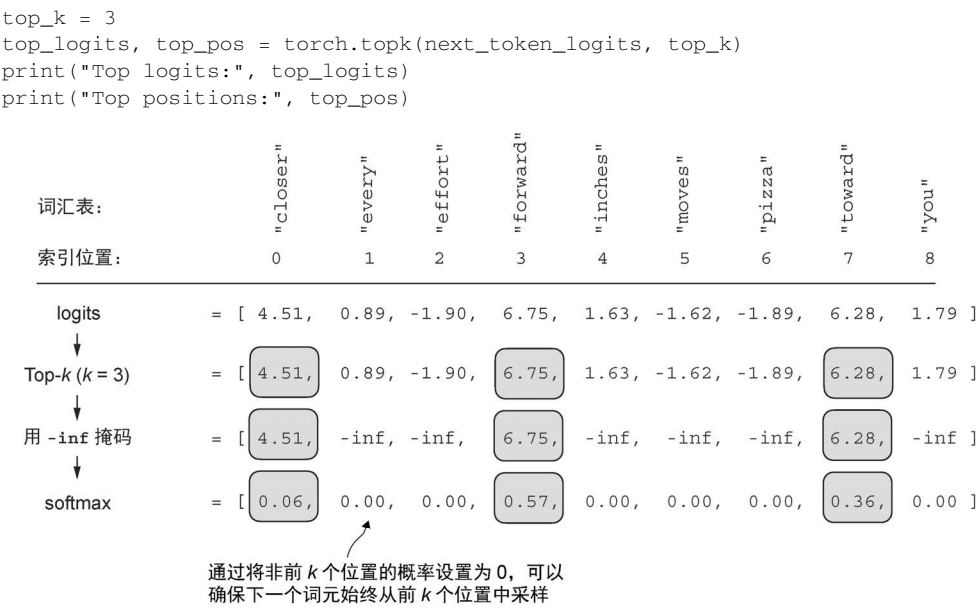 top_k = 3
top_logits, top_pos = torch.topk(next_token_logits, top_k)
print("Top logits:", top_logits)
print("Top positions:", top_pos)
词汇表： "closer" "every" "effort" "forward" "inches" "moves" "pizza" "toward" "you"
索引位置： 0 1 2 3 4 5 6 7 8
logits = [ 4.51, 0.89, -1.90, 6.75, 1.63, -1.62, -1.89, 6.28, 1.79 ]
Top-k (k = 3) = [ 4.51, 0.89, -1.90, 6.75, 1.63, -1.62, -1.89, 6.28, 1.79 ]
用 -inf 掩码 = [ 4.51, -inf, -inf, 6.75, -inf, -inf, -inf, 6.28, -inf ]
softmax = [ 0.06, 0.00, 0.00, 0.57, 0.00, 0.00, 0.00, 0.36, 0.00 ]
通过将非前 k 个位置的概率设置为 0，可以
确保下一个词元始终从前 k 个位置中采样